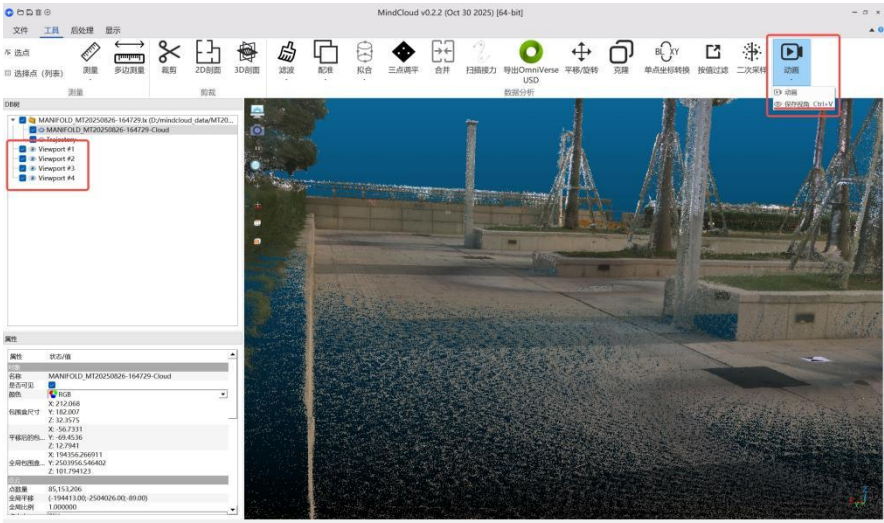 MindCloud v0.2.2 (Oct 30 2025) [64-bit]
文件 工具 后处理 显示
选点
选择点 (列表)
测量 多边测量 裁剪 2D剖面 3D剖面 滤波 配准 拟合 三点调平 合并 扫描接力 导出OmniVerse USD 平移/旋转 克隆 单点坐标转换 按值过滤 二次采样 动画
测量 剪裁 数据分析
动画
保存视角 Ctrl+V
DB树
MANIFOLD_MT20250826-164729.lx (D:/mindcloud_data/MT20...
MANIFOLD_MT20250826-164729-Cloud
Trajectory
Viewport #1
Viewport #2
Viewport #3
Viewport #4
属性
属性 状态/值
名称 MANIFOLD_MT20250826-164729-Cloud
是否可见
颜色 RGB
包围盒尺寸 X: 212.068
Y: 182.007
Z: 32.3575
平移后的包... X: -56.7331
Y: -69.4536
Z: 12.7941
全局包围盒... X: 194356.266911
Y: 2503956.546402
Z: 101.794123
点数量 85,153,206
全局平移 (-194413.00;-2504026.00;-89.00)
全局比例 1.000000